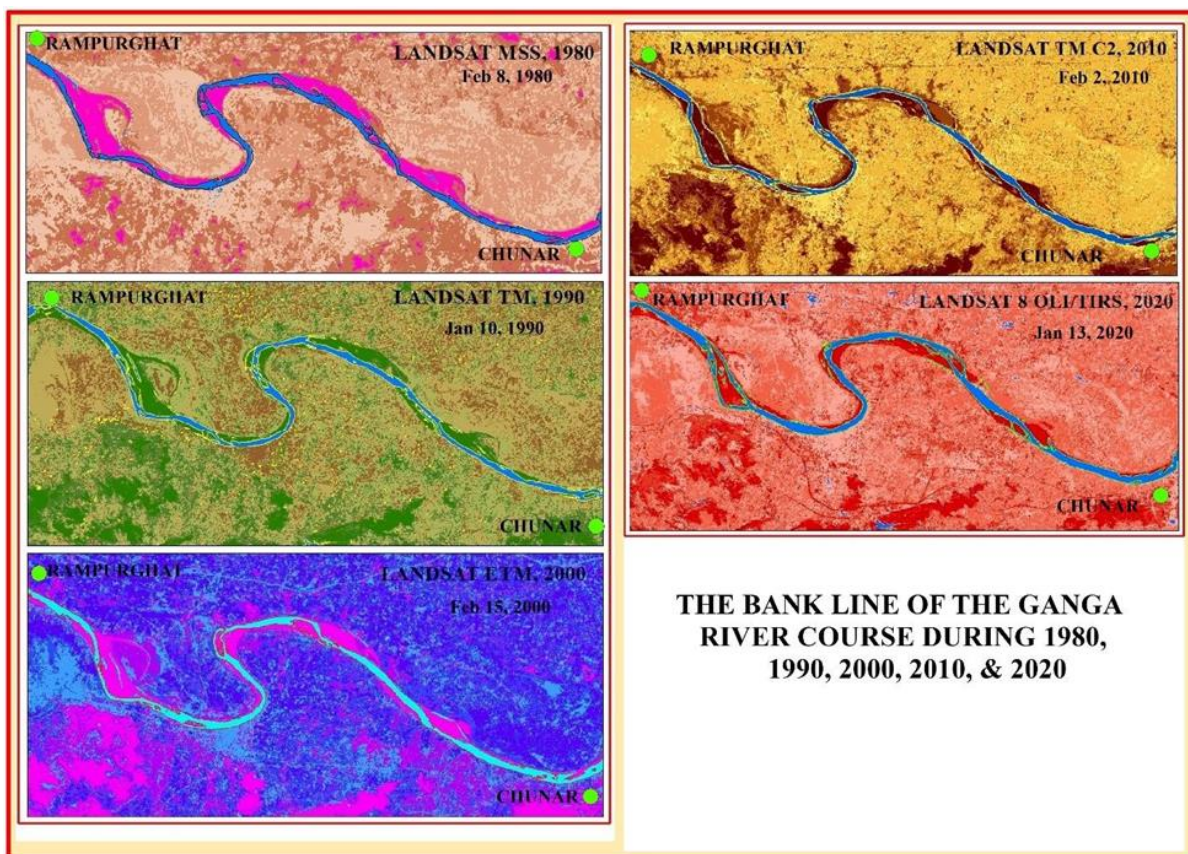 RAMPURGHAT
LANDSAT MSS, 1980
Feb 8, 1980
CHUNAR
RAMPURGHAT
LANDSAT TM, 1990
Jan 10, 1990
CHUNAR
RAMPURGHAT
LANDSAT ETM, 2000
Feb 15, 2000
CHUNAR
RAMPURGHAT
LANDSAT TM C2, 2010
Feb 2, 2010
CHUNAR
RAMPURGHAT
LANDSAT 8 OLI/TIRS, 2020
Jan 13, 2020
CHUNAR
THE BANK LINE OF THE GANGA
RIVER COURSE DURING 1980,
1990, 2000, 2010, & 2020